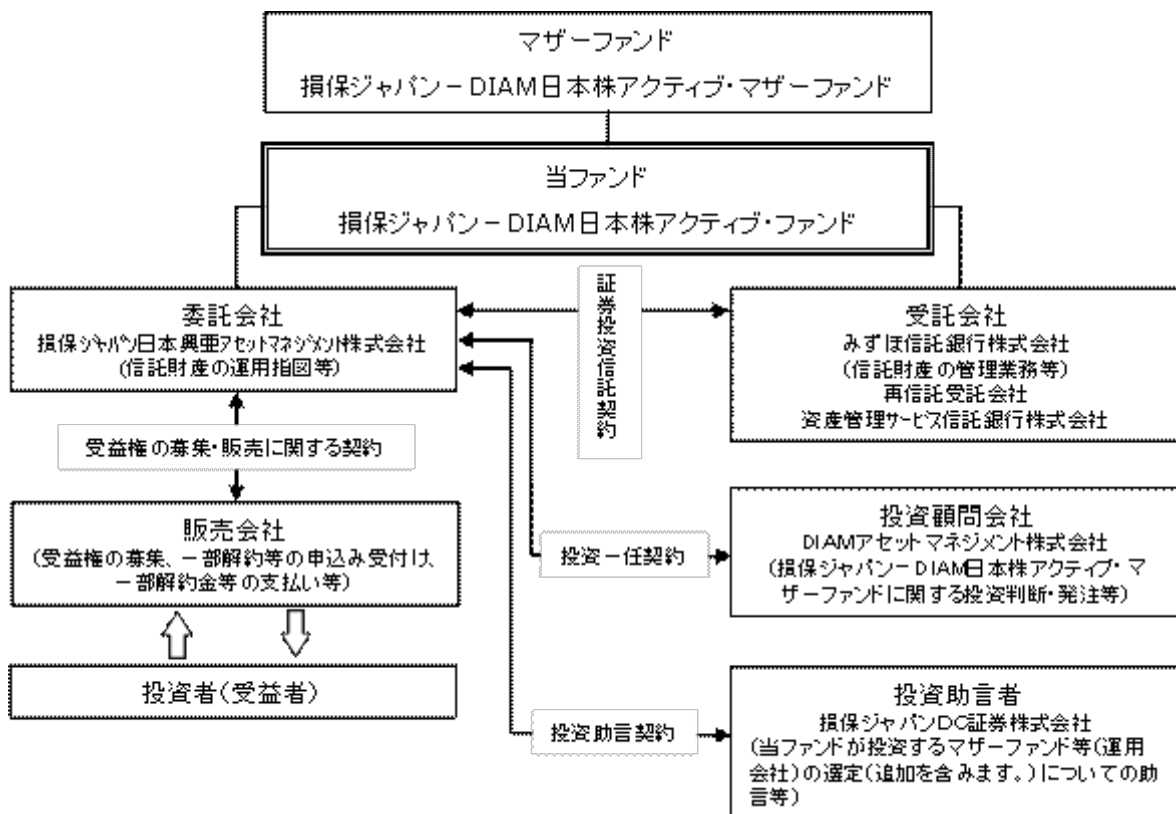 マザーファンド
損保ジャパン－DIAM日本株アクティブ・マザーファンド
当ファンド
損保ジャパン－DIAM日本株アクティブ・ファンド
証券投資信託契約
委託会社
損保ジャパン日本興亜アセットマネジメント株式会社
(信託財産の運用指図等)
受託会社
みずほ信託銀行株式会社
(信託財産の管理業務等)
再信託受託会社
資産管理サービス信託銀行株式会社
受益権の募集・販売に関する契約
販売会社
(受益権の募集、一部解約等の申込み受付け、
一部解約金等の支払い等)
投資一任契約
投資顧問会社
DIAMアセットマネジメント株式会社
(損保ジャパン－DIAM日本株アクティブ・マ
ザーファンドに関する投資判断・発注等)
投資者(受益者)
投資助言契約
投資助言者
損保ジャパンDC証券株式会社
(当ファンドが投資するマザーファンド等(運用
会社)の選定(追加を含みます。)についての助
言等)